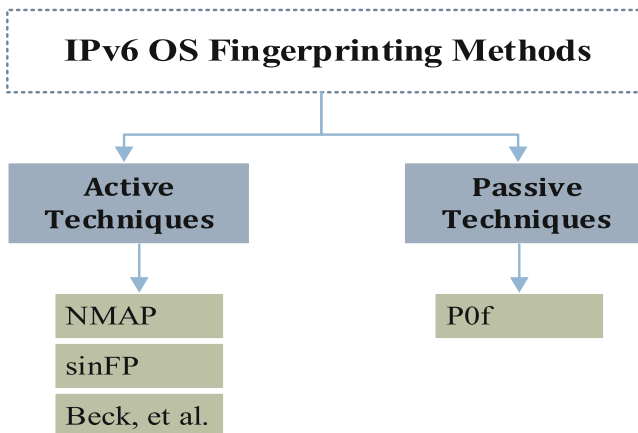 IPv6 OS Fingerprinting Methods
Active
Techniques
Passive
Techniques
NMAP
sinFP
Beck, et al.
P0f